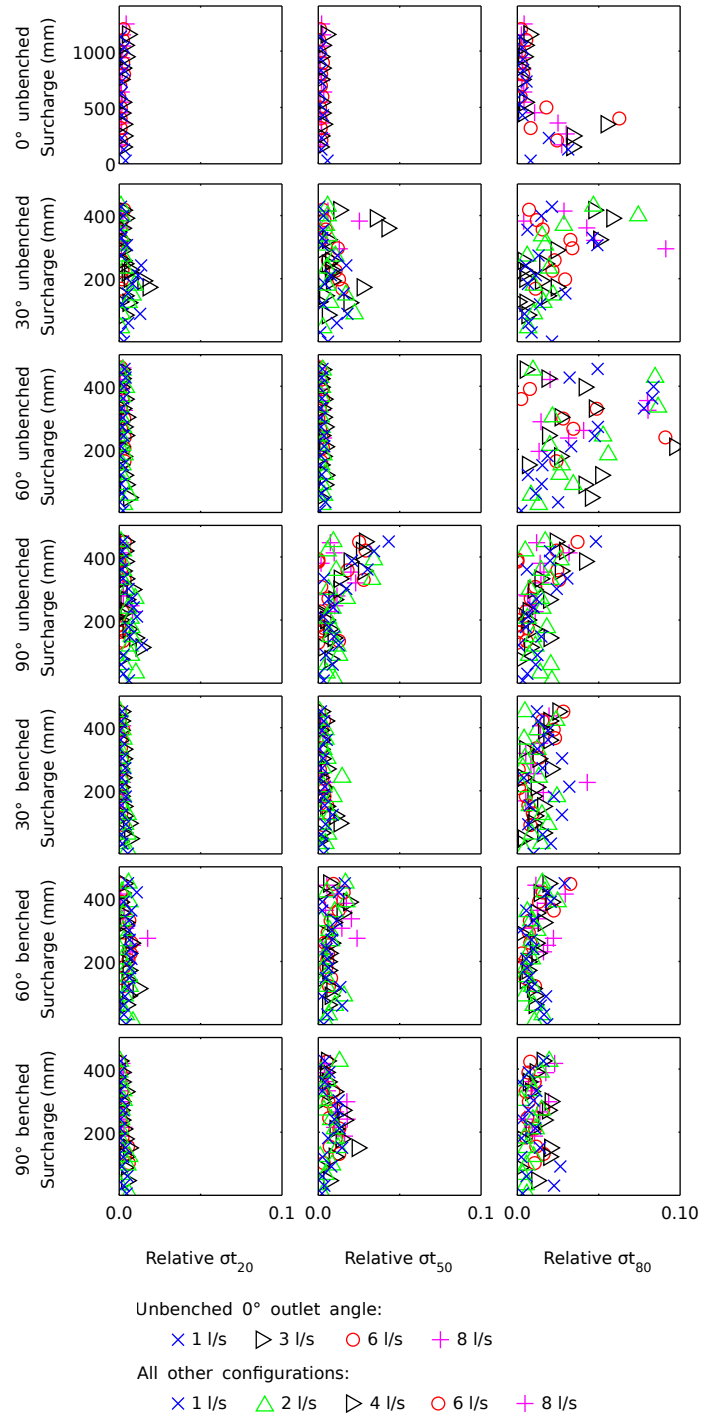 0° unbenched
Surcharge (mm)
1000
500
0
30° unbenched
Surcharge (mm)
400
200
60° unbenched
Surcharge (mm)
400
200
90° unbenched
Surcharge (mm)
400
200
30° benched
Surcharge (mm)
400
200
60° benched
Surcharge (mm)
400
200
90° benched
Surcharge (mm)
400
200
0.0 0.1 0.0 0.1 0.0 0.10
Relative σt20 Relative σt50 Relative σt80
Unbenched 0° outlet angle:
1 l/s 3 l/s 6 l/s 8 l/s
All other configurations:
1 l/s 2 l/s 4 l/s 6 l/s 8 l/s